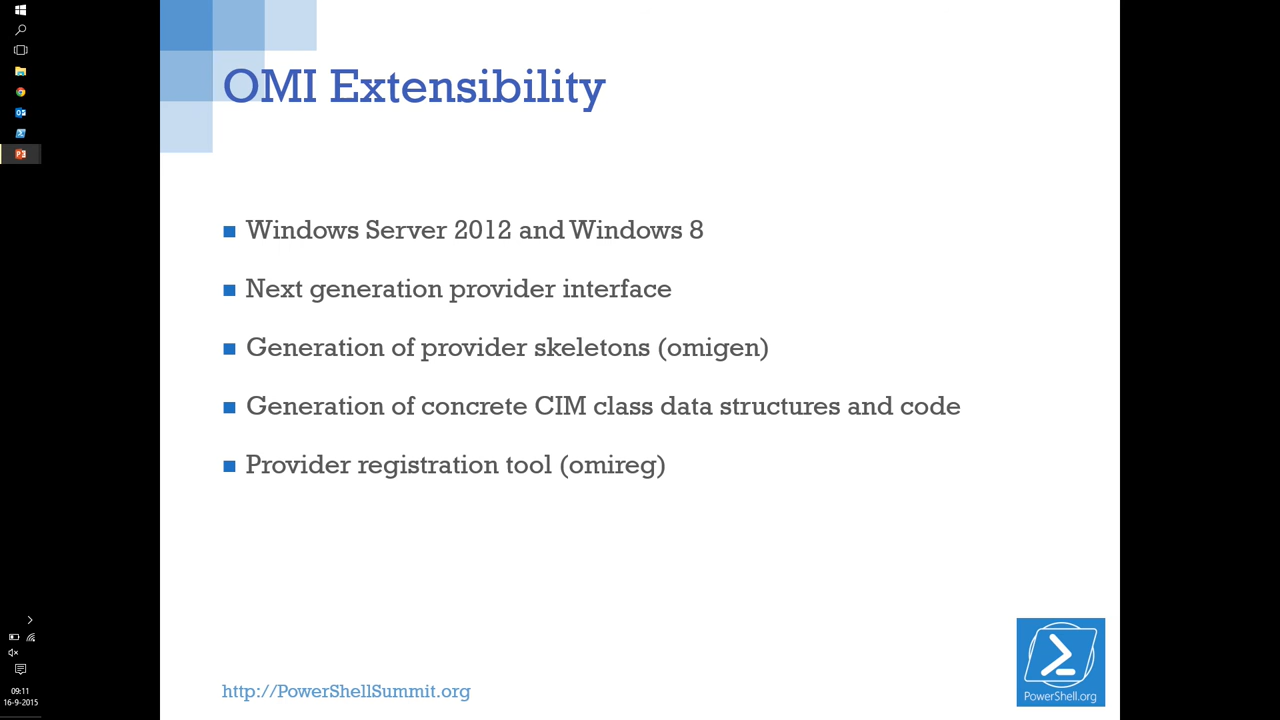 OMI Extensibility
Windows Server 2012 and Windows 8
Next generation provider interface
Generation of provider skeletons (omigen)
Generation of concrete CIM class data structures and code
Provider registration tool (omireg)
http://PowerShellSummit.org
PowerShell.org
09:11
16-9-2015